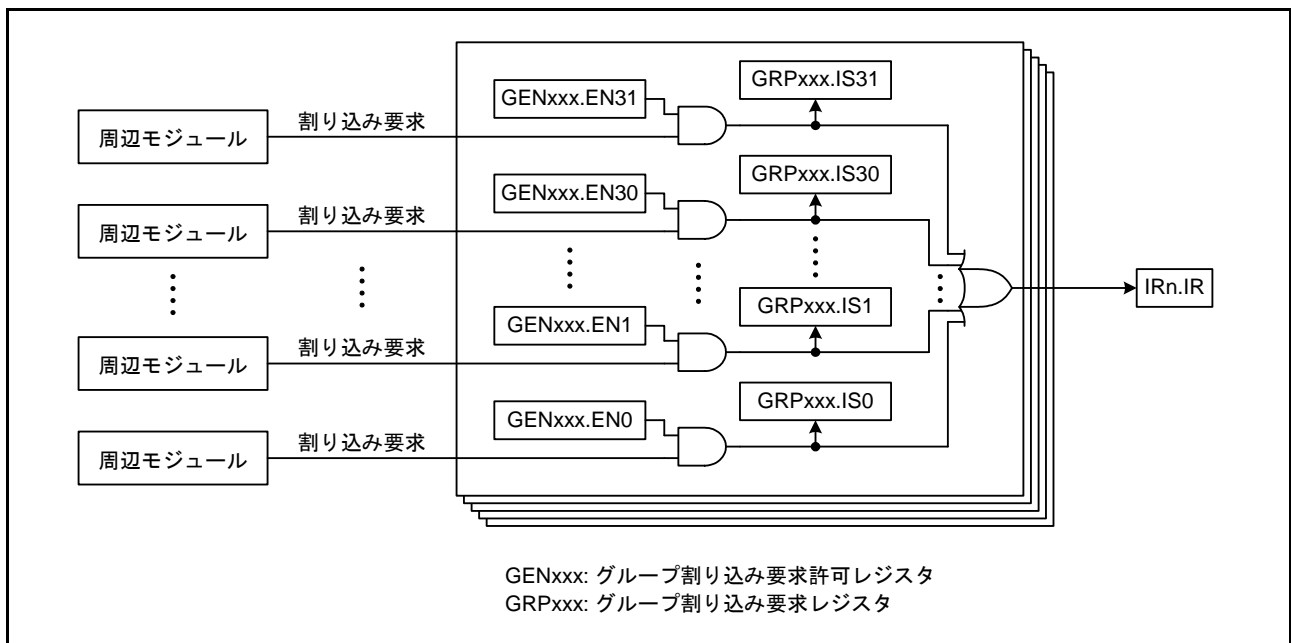 GENxxx.EN31
GRPxxx.IS31
周辺モジュール
割り込み要求
GENxxx.EN30
GRPxxx.IS30
周辺モジュール
割り込み要求
GENxxx.EN1
GRPxxx.IS1
IRn.IR
周辺モジュール
割り込み要求
GENxxx.EN0
GRPxxx.IS0
周辺モジュール
割り込み要求
GENxxx: グループ割り込み要求許可レジスタ
GRPxxx: グループ割り込み要求レジスタ